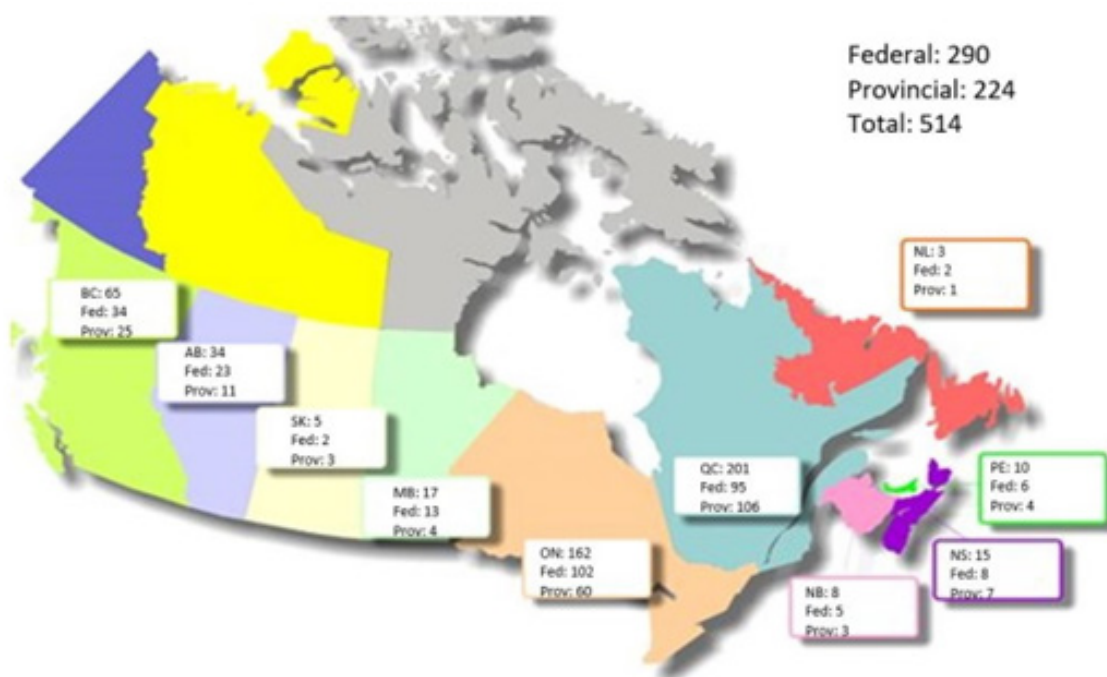 Federal: 290
Provincial: 224
Total: 514
NL: 3
Fed: 2
Prov: 1
BC: 65
Fed: 34
Prov: 25
AB: 34
Fed: 23
Prov: 11
SK: 5
Fed: 2
Prov: 3
MB: 17
Fed: 13
Prov: 4
ON: 162
Fed: 102
Prov: 60
QC: 201
Fed: 95
Prov: 106
PE: 10
Fed: 6
Prov: 4
NS: 15
Fed: 8
Prov: 7
NB: 8
Fed: 5
Prov: 3